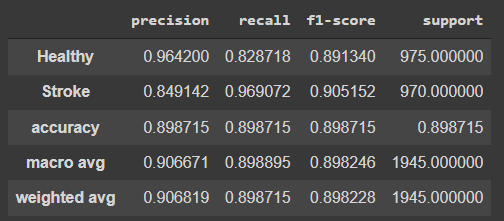 precision recall f1-score support
Healthy 0.964200 0.828718 0.891340 975.000000
Stroke 0.849142 0.969072 0.905152 970.000000
accuracy 0.898715 0.898715 0.898715 0.898715
macro avg 0.906671 0.898895 0.898246 1945.000000
weighted avg 0.906819 0.898715 0.898228 1945.000000